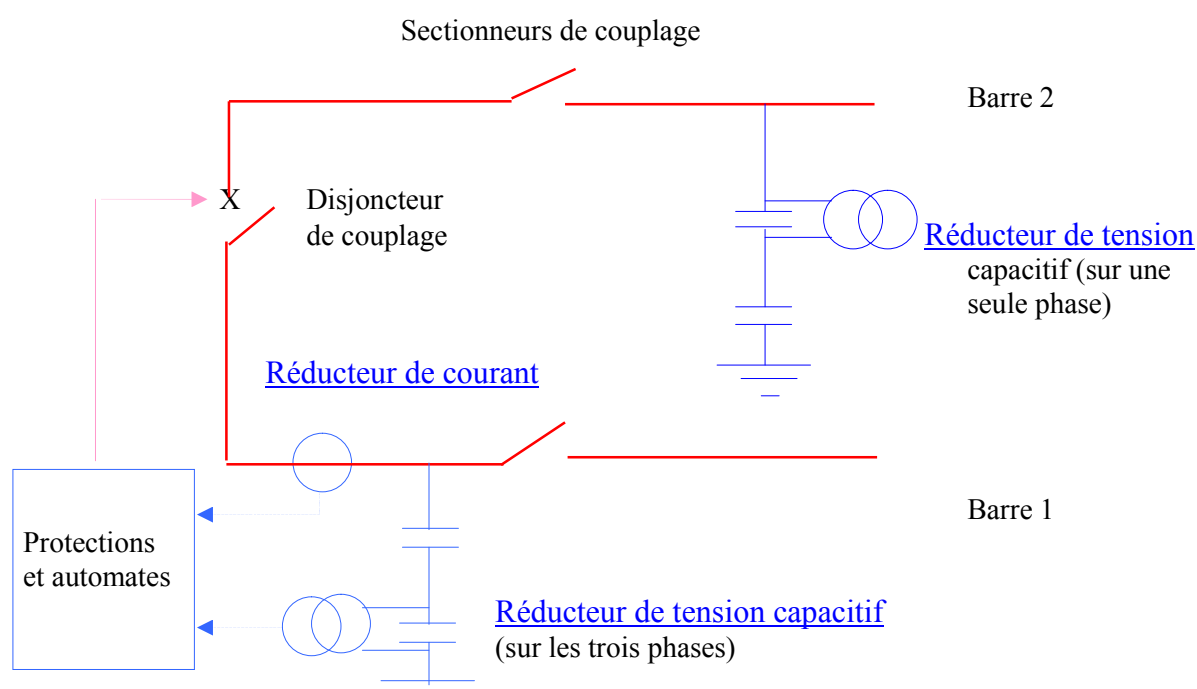 Sectionneurs de couplage
Barre 2
X
Disjoncteur
de couplage
Réducteur de tension
capacitif (sur une
seule phase)
Réducteur de courant
Barre 1
Protections
et automates
Réducteur de tension capacitif
(sur les trois phases)